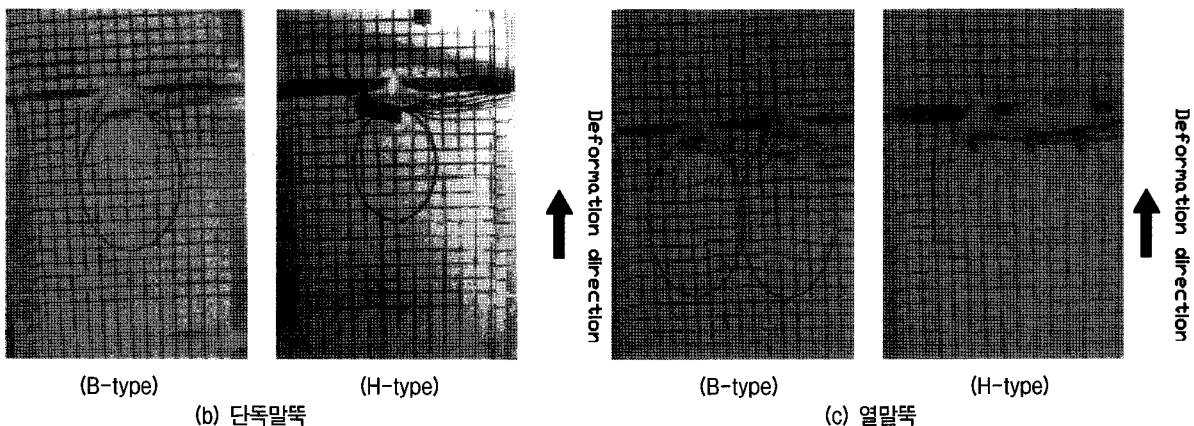 Deformation direction
Deformation direction
(B-type)
(H-type)
(B-type)
(H-type)
(b) 단독말뚝
(c) 열말뚝